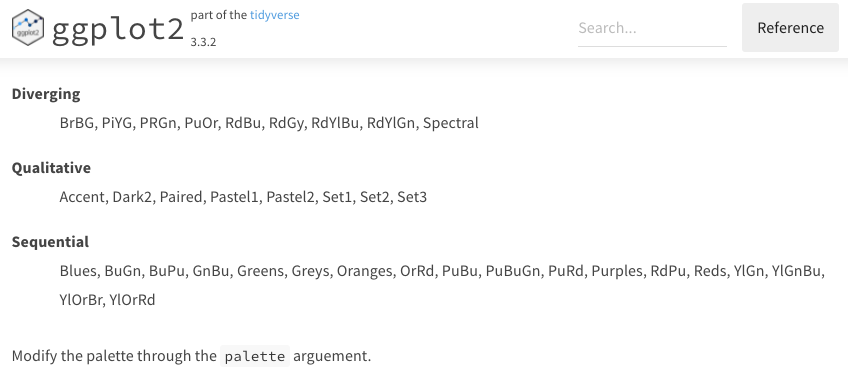 part of the tidyverse
ggplot2
ggplot2
3.3.2
Search...
Reference
Diverging
BrBG, PiYG, PRGn, PuOr, RdBu, RdGy, RdYlBu, RdYlGn, Spectral
Qualitative
Accent, Dark2, Paired, Pastel1, Pastel2, Set1, Set2, Set3
Sequential
Blues, BuGn, BuPu, GnBu, Greens, Greys, Oranges, OrRd, PuBu, PuBuGn, PuRd, Purples, RdPu, Reds, YlGn, YlGnBu,
YlOrBr, YlOrRd
Modify the palette through the palette arguement.